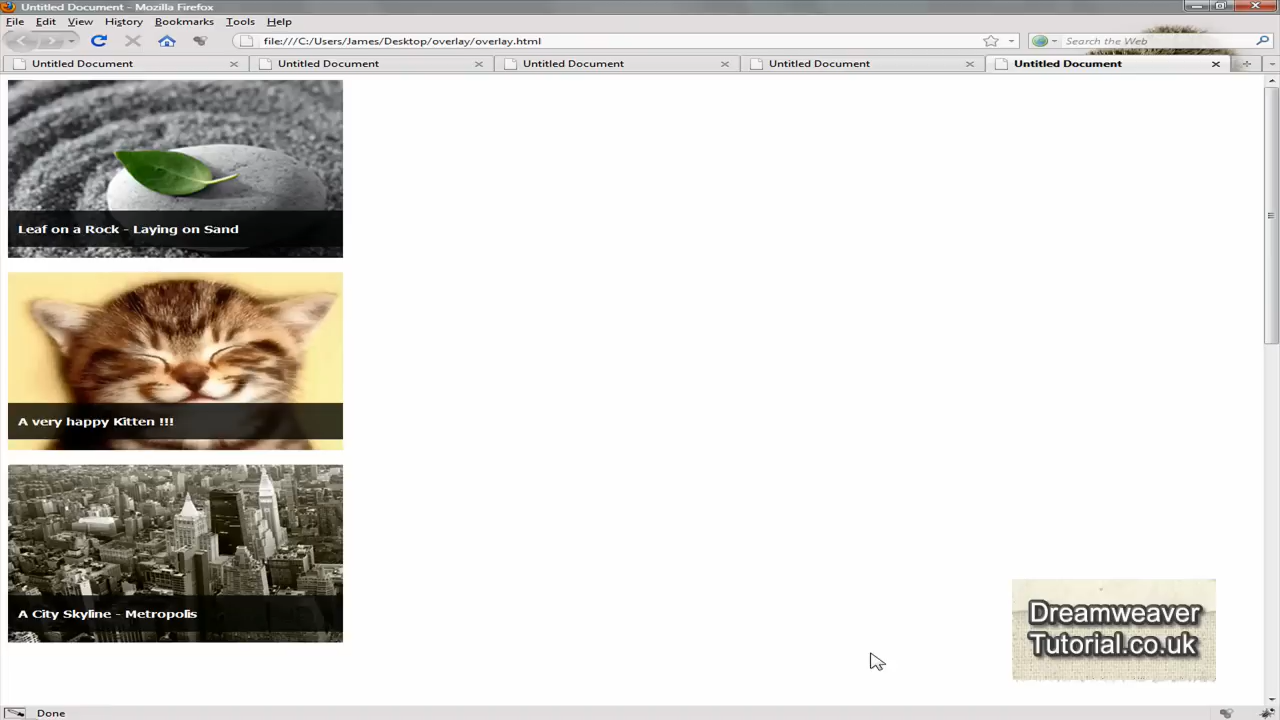 Untitled Document - Mozilla Firefox
File Edit View History Bookmarks Tools Help
file:///C:/Users/James/Desktop/overlay/overlay.html
Search the Web
Untitled Document
Untitled Document
Untitled Document
Untitled Document
Untitled Document
Leaf on a Rock - Laying on Sand
A very happy Kitten !!!
A City Skyline - Metropolis
Dreamweaver
Tutorial.co.uk
Done